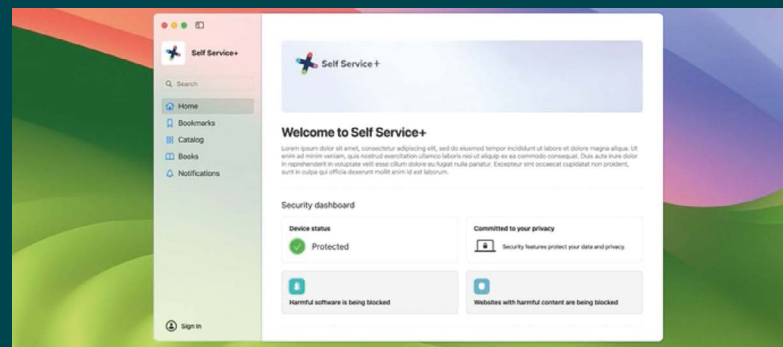 Self Service+
Search
Home
Bookmarks
Catalog
Books
Notifications
Sign In
Self Service+
Welcome to Self Service+
Lorem ipsum dolor sit amet, consectetur adipiscing elit, sed do eiusmod tempor incididunt ut labore et dolore magna aliqua. Ut
enim ad minim veniam, quis nostrud exercitation ullamco laboris nisi ut aliquip ex ea commodo consequat. Duis aute irure dolor
in reprehenderit in voluptate velit esse cillum dolore eu fugiat nulla pariatur. Excepteur sint occaecat cupidatat non proident,
sunt in culpa qui officia deserunt mollit anim id est laborum.
Security dashboard
Device status
Protected
Committed to your privacy
Security features protect your data and privacy.
Harmful software is being blocked
Websites with harmful content are being blocked